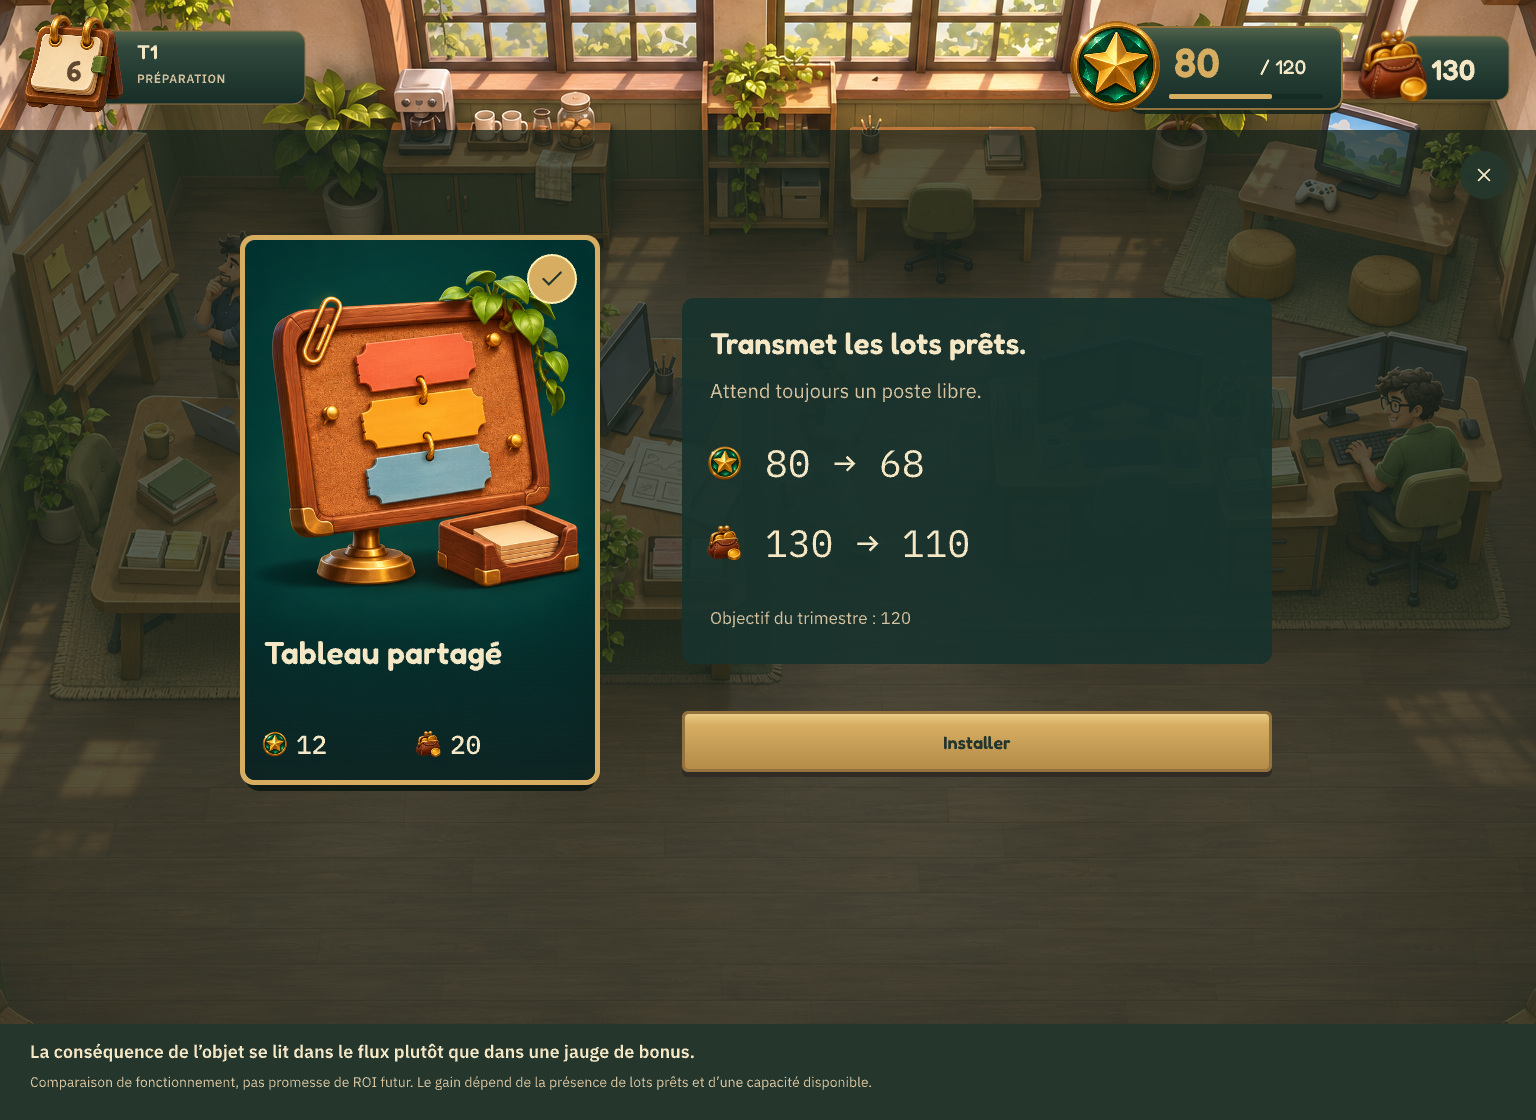 6
T1
PRÉPARATION
80 / 120
130
Transmet les lots prêts.
Attend toujours un poste libre.
80 → 68
130 → 110
Objectif du trimestre : 120
Tableau partagé
12 20
Installer
La conséquence de l’objet se lit dans le flux plutôt que dans une jauge de bonus.
Comparaison de fonctionnement, pas promesse de ROI futur. Le gain dépend de la présence de lots prêts et d’une capacité disponible.